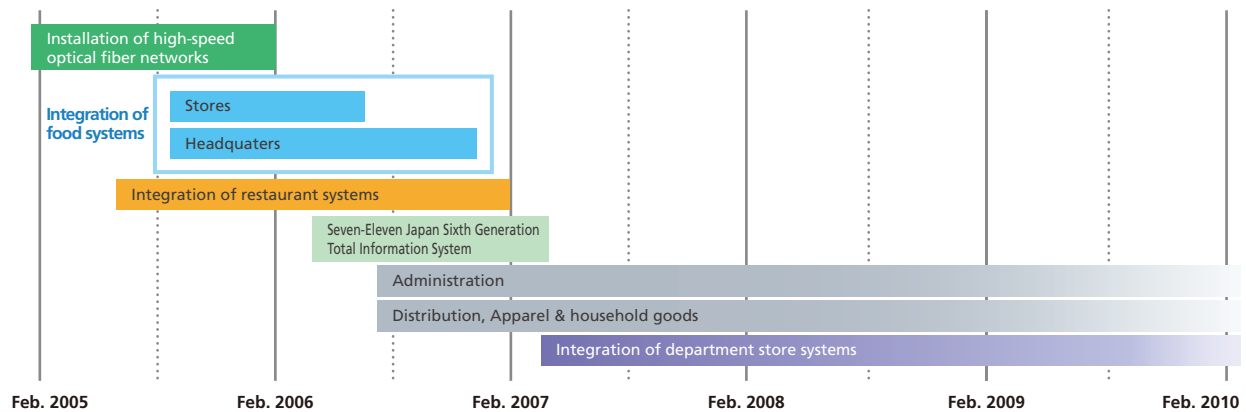 Installation of high-speed
optical fiber networks
Integration of
food systems
Stores
Headquaters
Integration of restaurant systems
Seven-Eleven Japan Sixth Generation
Total Information System
Administration
Distribution, Apparel & household goods
Integration of department store systems
Feb. 2005 Feb. 2006 Feb. 2007 Feb. 2008 Feb. 2009 Feb. 2010